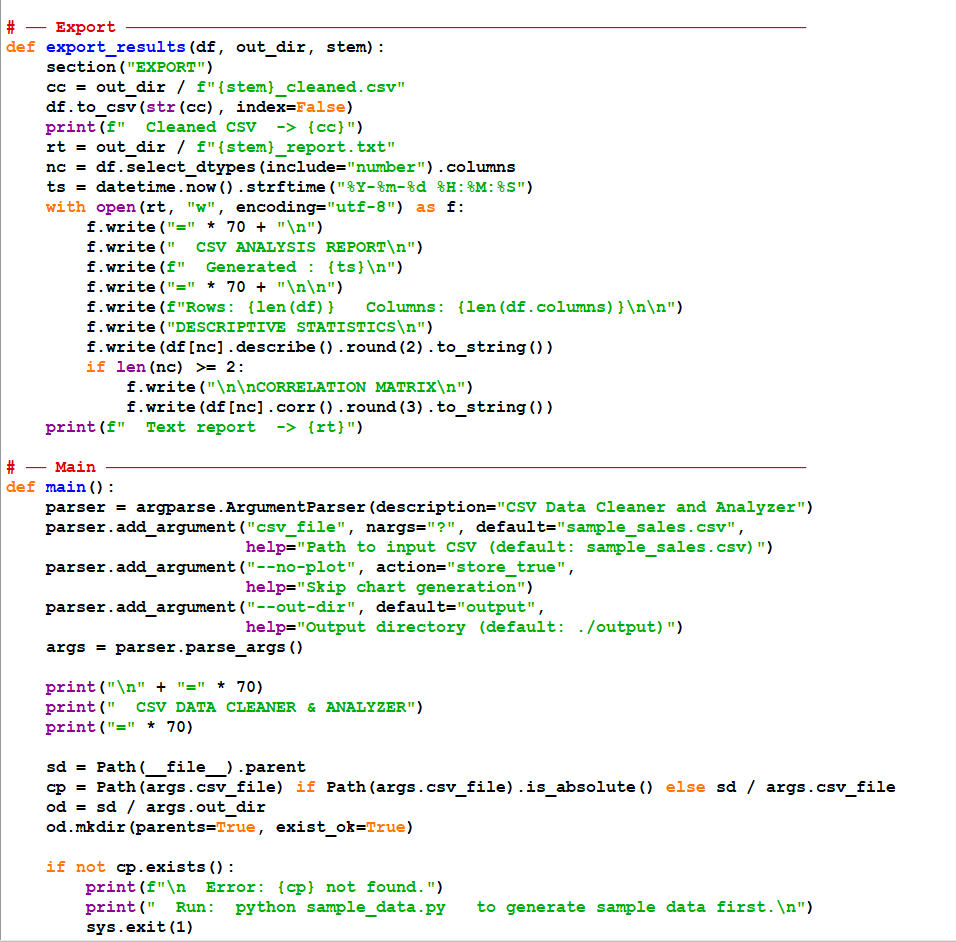 # ── Export ────────────────────────────────────────────────────────────────────
def export_results(df, out_dir, stem):
    section("EXPORT")
    cc = out_dir / f"{stem}_cleaned.csv"
    df.to_csv(str(cc), index=False)
    print(f"  Cleaned CSV  -> {cc}")
    rt = out_dir / f"{stem}_report.txt"
    nc = df.select_dtypes(include="number").columns
    ts = datetime.now().strftime("%Y-%m-%d %H:%M:%S")
    with open(rt, "w", encoding="utf-8") as f:
        f.write("=" * 70 + "\n")
        f.write("  CSV ANALYSIS REPORT\n")
        f.write(f"  Generated : {ts}\n")
        f.write("=" * 70 + "\n\n")
        f.write(f"Rows: {len(df)}   Columns: {len(df.columns)}\n\n")
        f.write("DESCRIPTIVE STATISTICS\n")
        f.write(df[nc].describe().round(2).to_string())
        if len(nc) >= 2:
            f.write("\n\nCORRELATION MATRIX\n")
            f.write(df[nc].corr().round(3).to_string())
    print(f"  Text report  -> {rt}")

# ── Main ──────────────────────────────────────────────────────────────────────
def main():
    parser = argparse.ArgumentParser(description="CSV Data Cleaner and Analyzer")
    parser.add_argument("csv_file", nargs="?", default="sample_sales.csv",
                        help="Path to input CSV (default: sample_sales.csv)")
    parser.add_argument("--no-plot", action="store_true",
                        help="Skip chart generation")
    parser.add_argument("--out-dir", default="output",
                        help="Output directory (default: ./output)")
    args = parser.parse_args()

    print("\n" + "=" * 70)
    print("  CSV DATA CLEANER & ANALYZER")
    print("=" * 70)

    sd = Path(__file__).parent
    cp = Path(args.csv_file) if Path(args.csv_file).is_absolute() else sd / args.csv_file
    od = sd / args.out_dir
    od.mkdir(parents=True, exist_ok=True)

    if not cp.exists():
        print(f"\n  Error: {cp} not found.")
        print("  Run:  python sample_data.py   to generate sample data first.\n")
        sys.exit(1)